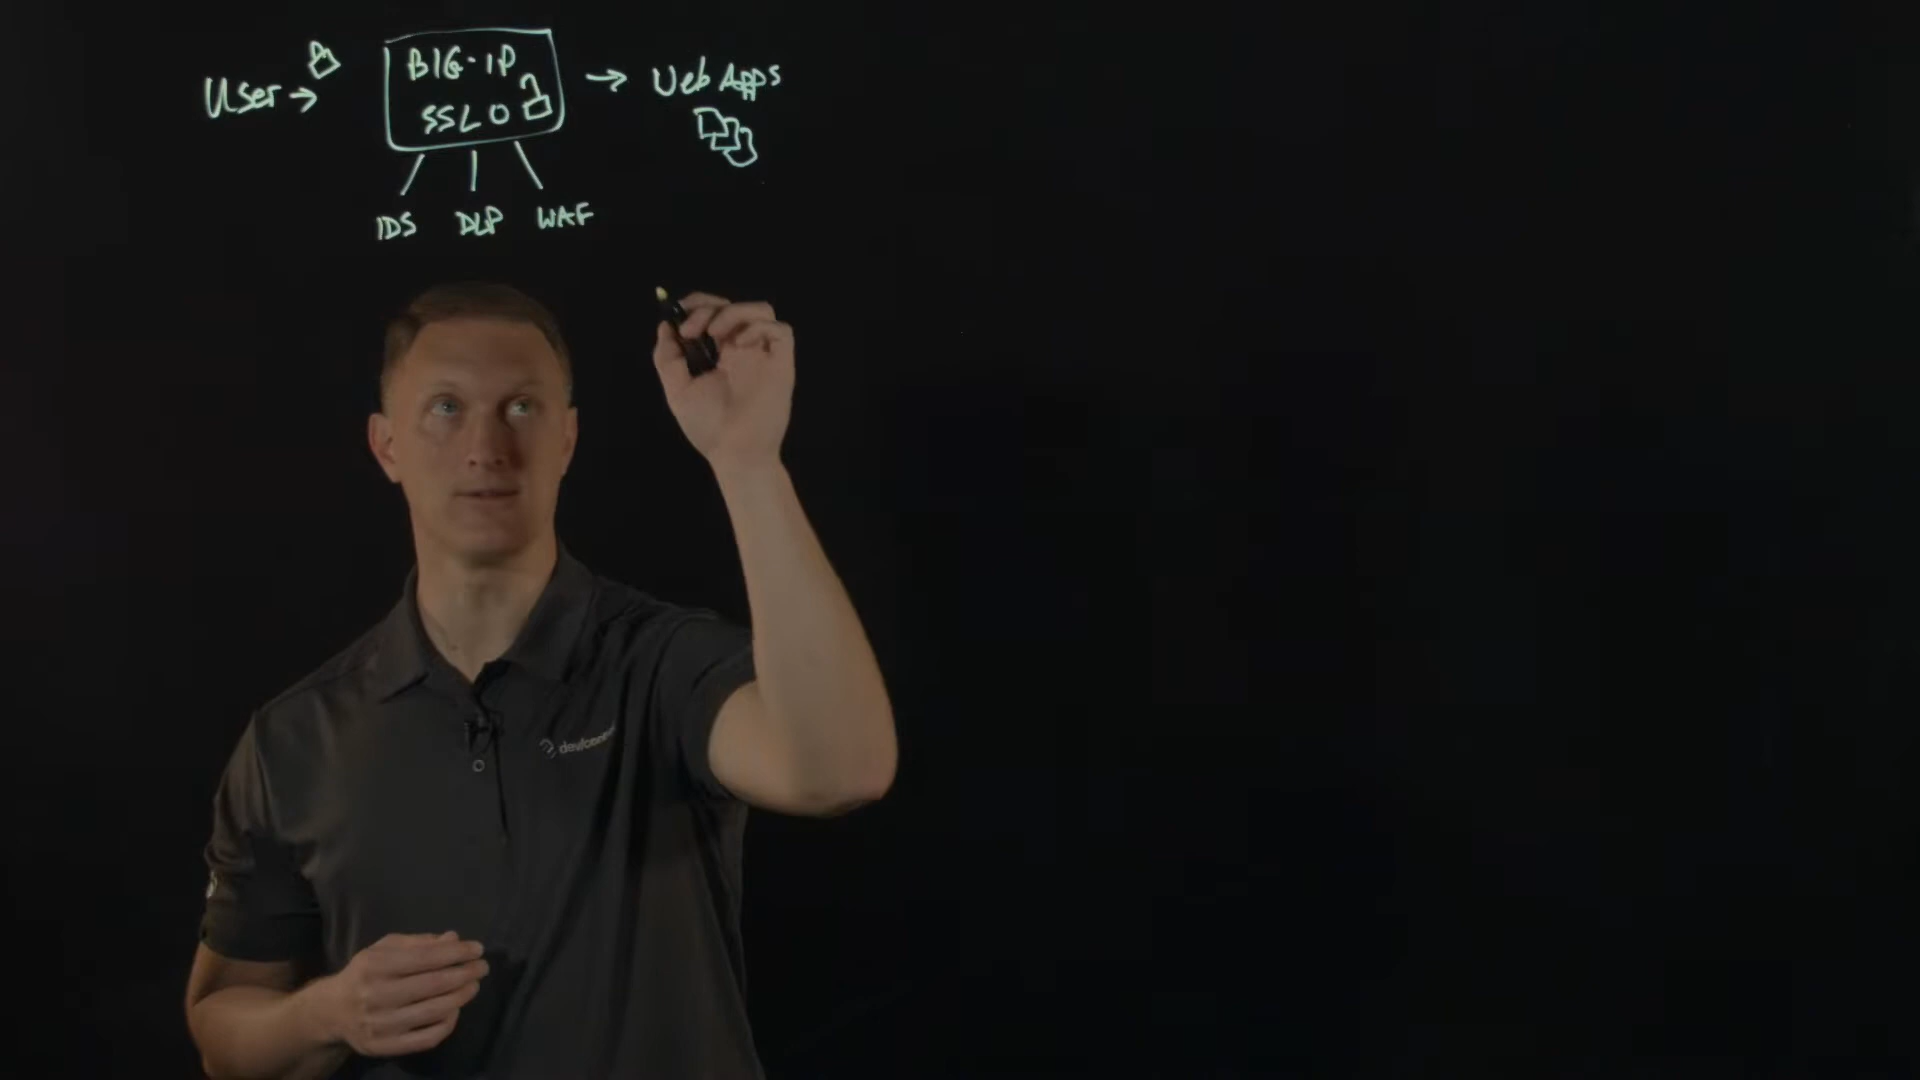 User → BIG-IP SSLO → Web Apps
IDS DLP WAF